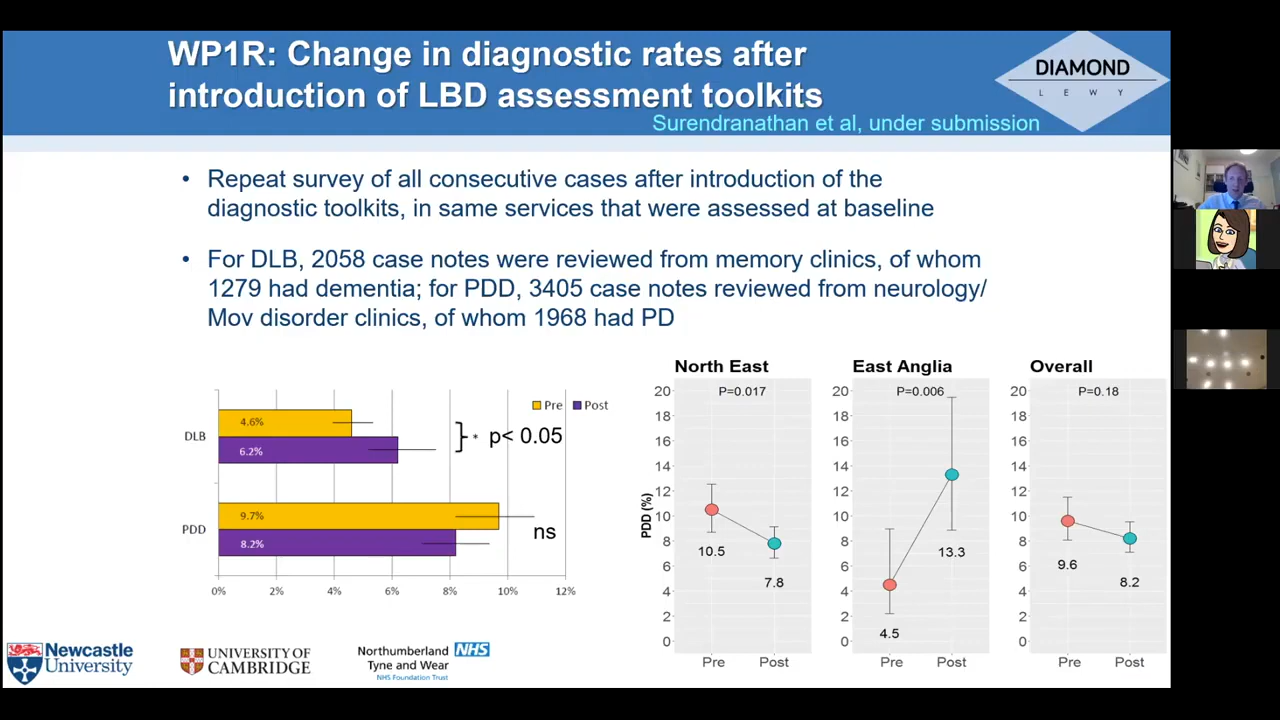 WP1R: Change in diagnostic rates after
introduction of LBD assessment toolkits
Surendranathan et al, under submission
DIAMOND
LEWY
• Repeat survey of all consecutive cases after introduction of the
diagnostic toolkits, in same services that were assessed at baseline
• For DLB, 2058 case notes were reviewed from memory clinics, of whom
1279 had dementia; for PDD, 3405 case notes reviewed from neurology/
Mov disorder clinics, of whom 1968 had PD
Pre Post
DLB
4.6%
6.2%
* p< 0.05
PDD
9.7%
8.2%
ns
0% 2% 4% 6% 8% 10% 12%
PDD (%)
North East
P=0.017
20
18
16
14
12
10
8
6
4
2
0
10.5
7.8
Pre Post
East Anglia
P=0.006
20
18
16
14
12
10
8
6
4
2
0
4.5
13.3
Pre Post
Overall
P=0.18
20
18
16
14
12
10
8
6
4
2
0
9.6
8.2
Pre Post
Newcastle
University
UNIVERSITY OF
CAMBRIDGE
Northumberland
Tyne and Wear
NHS
NHS Foundation Trust